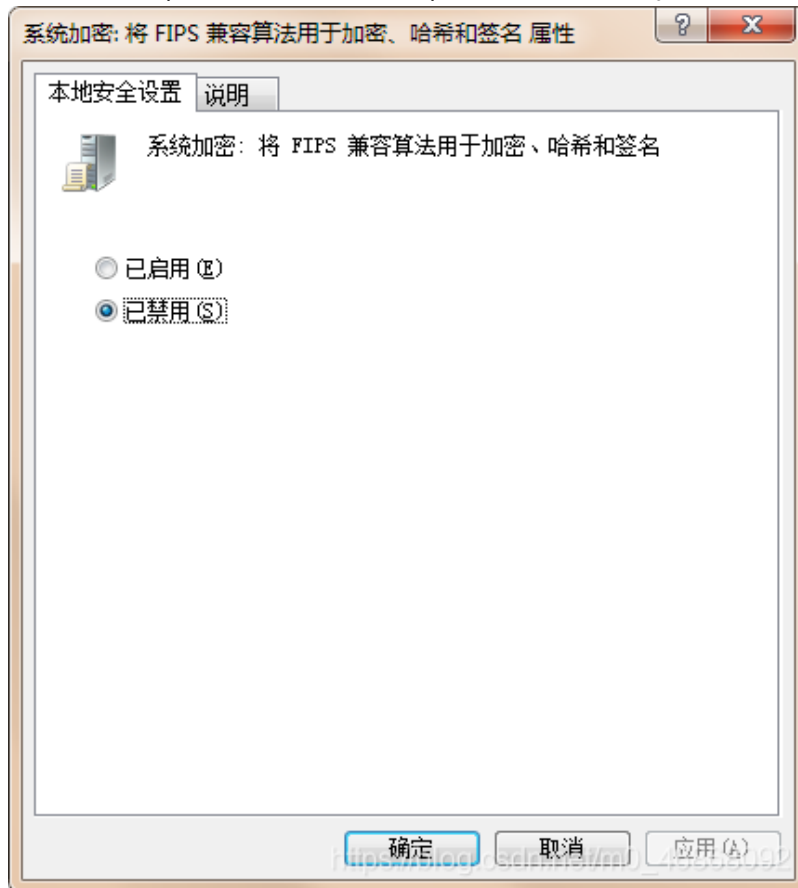 系统加密: 将 FIPS 兼容算法用于加密、哈希和签名 属性
本地安全设置 说明
系统加密: 将 FIPS 兼容算法用于加密、哈希和签名
已启用(E)
已禁用(S)
确定 取消 应用(A)